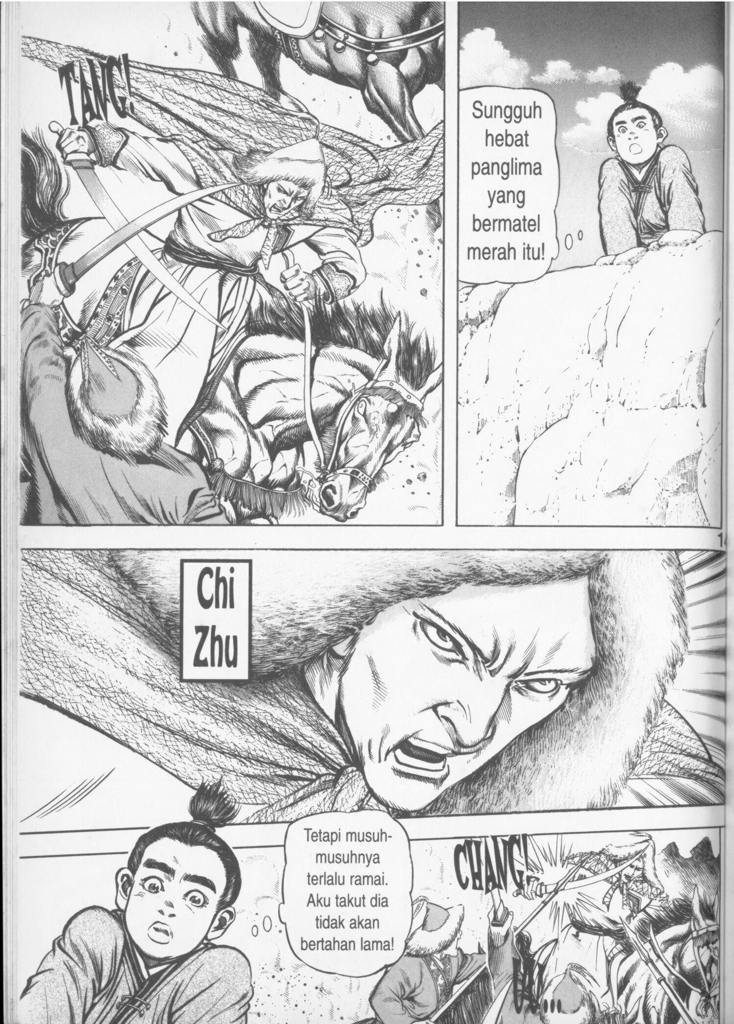 TANG!
Sungguh
hebat
panglima
yang
bermatel
merah itu!
Chi
Zhu
Tetapi musuh-
musuhnya
terlalu ramai.
Aku takut dia
tidak akan
bertahan lama!
CHANG!